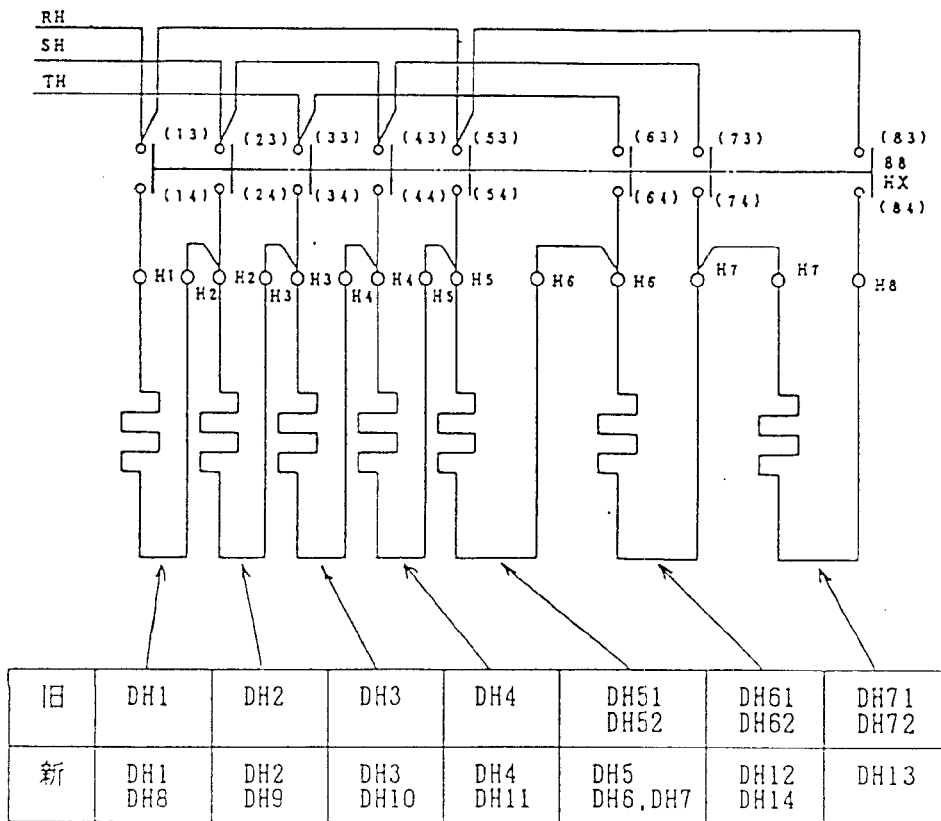 RH
SH
TH
(13) (23) (33) (43) (53) (63) (73) (83)
88
HX
(14) (24) (34) (44) (54) (64) (74) (84)
H1 H2 H2 H3 H3 H4 H4 H5 H5 H6 H6 H7 H7 H8
旧 DH1 DH2 DH3 DH4 DH51 DH61 DH71
DH52 DH62 DH72
新 DH1 DH2 DH3 DH4 DH5 DH12 DH13
DH8 DH9 DH10 DH11 DH6,DH7 DH14